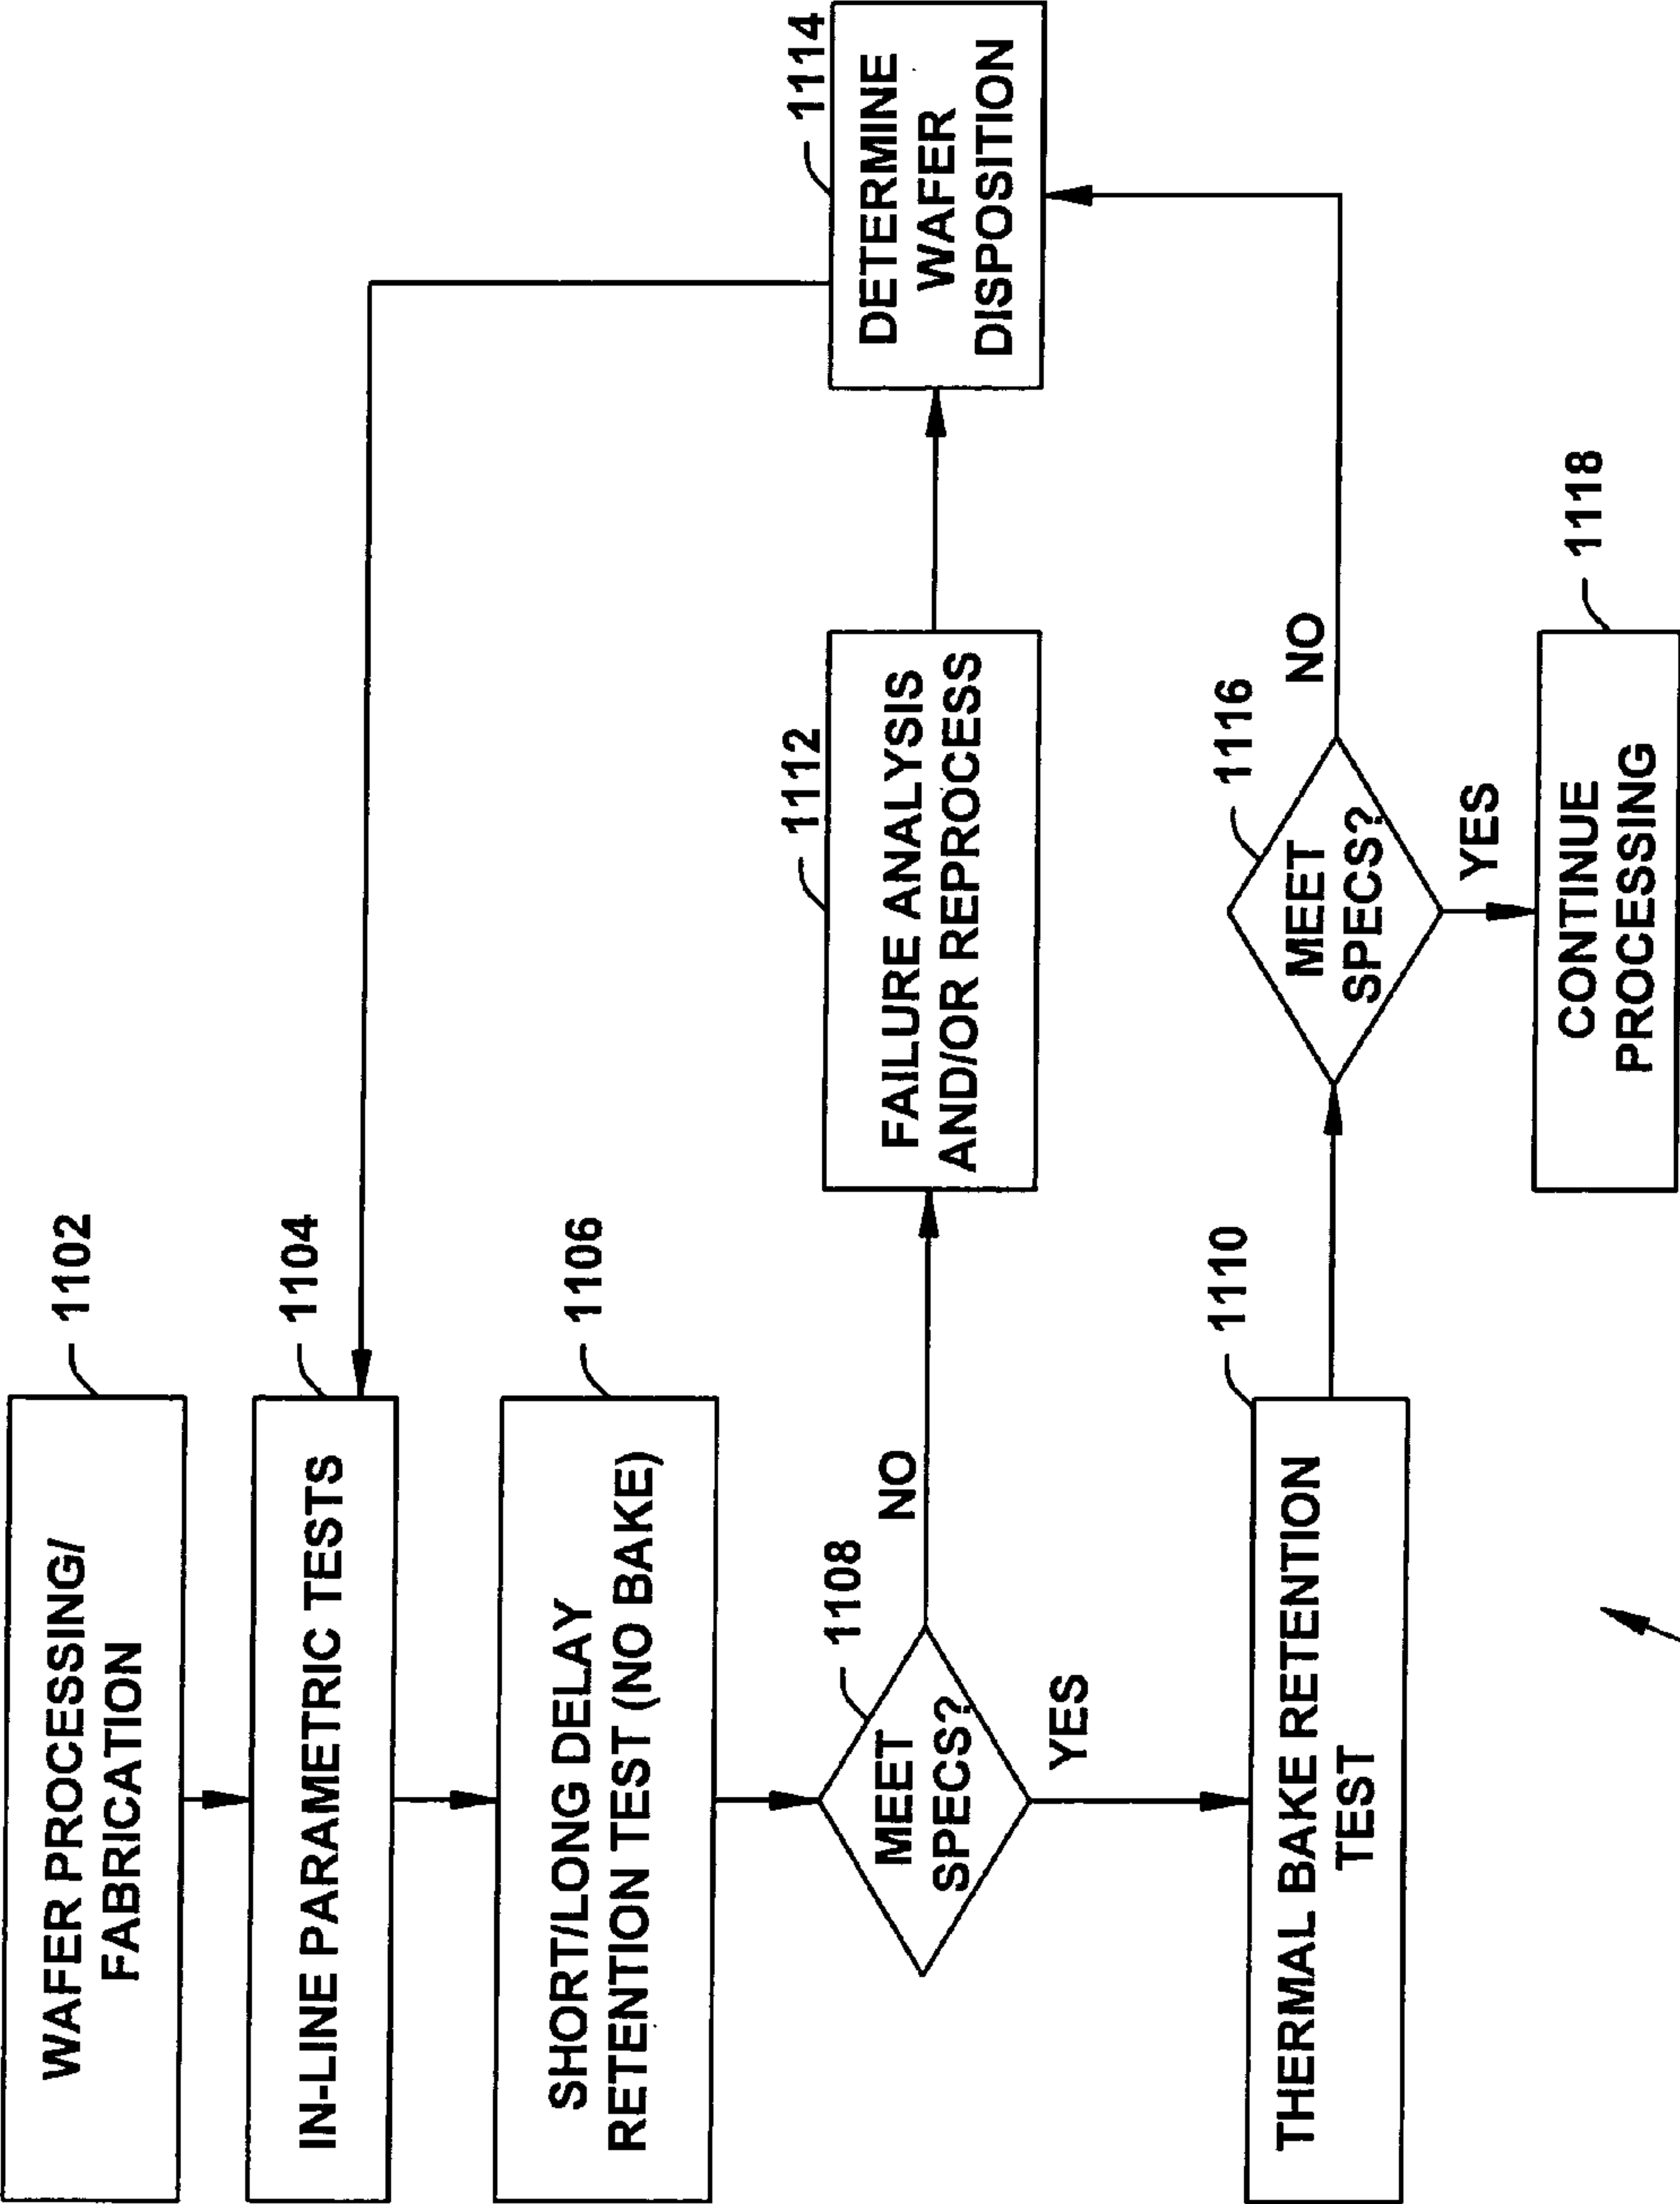 1102
WAFER PROCESSING/
FABRICATION
1104
IN-LINE PARAMETRIC TESTS
1106
SHORT/LONG DELAY
RETENTION TEST (NO BAKE)
1108
MEET
SPECS?
NO
YES
1112
FAILURE ANALYSIS
AND/OR REPROCESS
1114
DETERMINE
WAFER
DISPOSITION
1110
THERMAL BAKE RETENTION
TEST
1116
MEET
SPECS?
NO
YES
1118
CONTINUE
PROCESSING